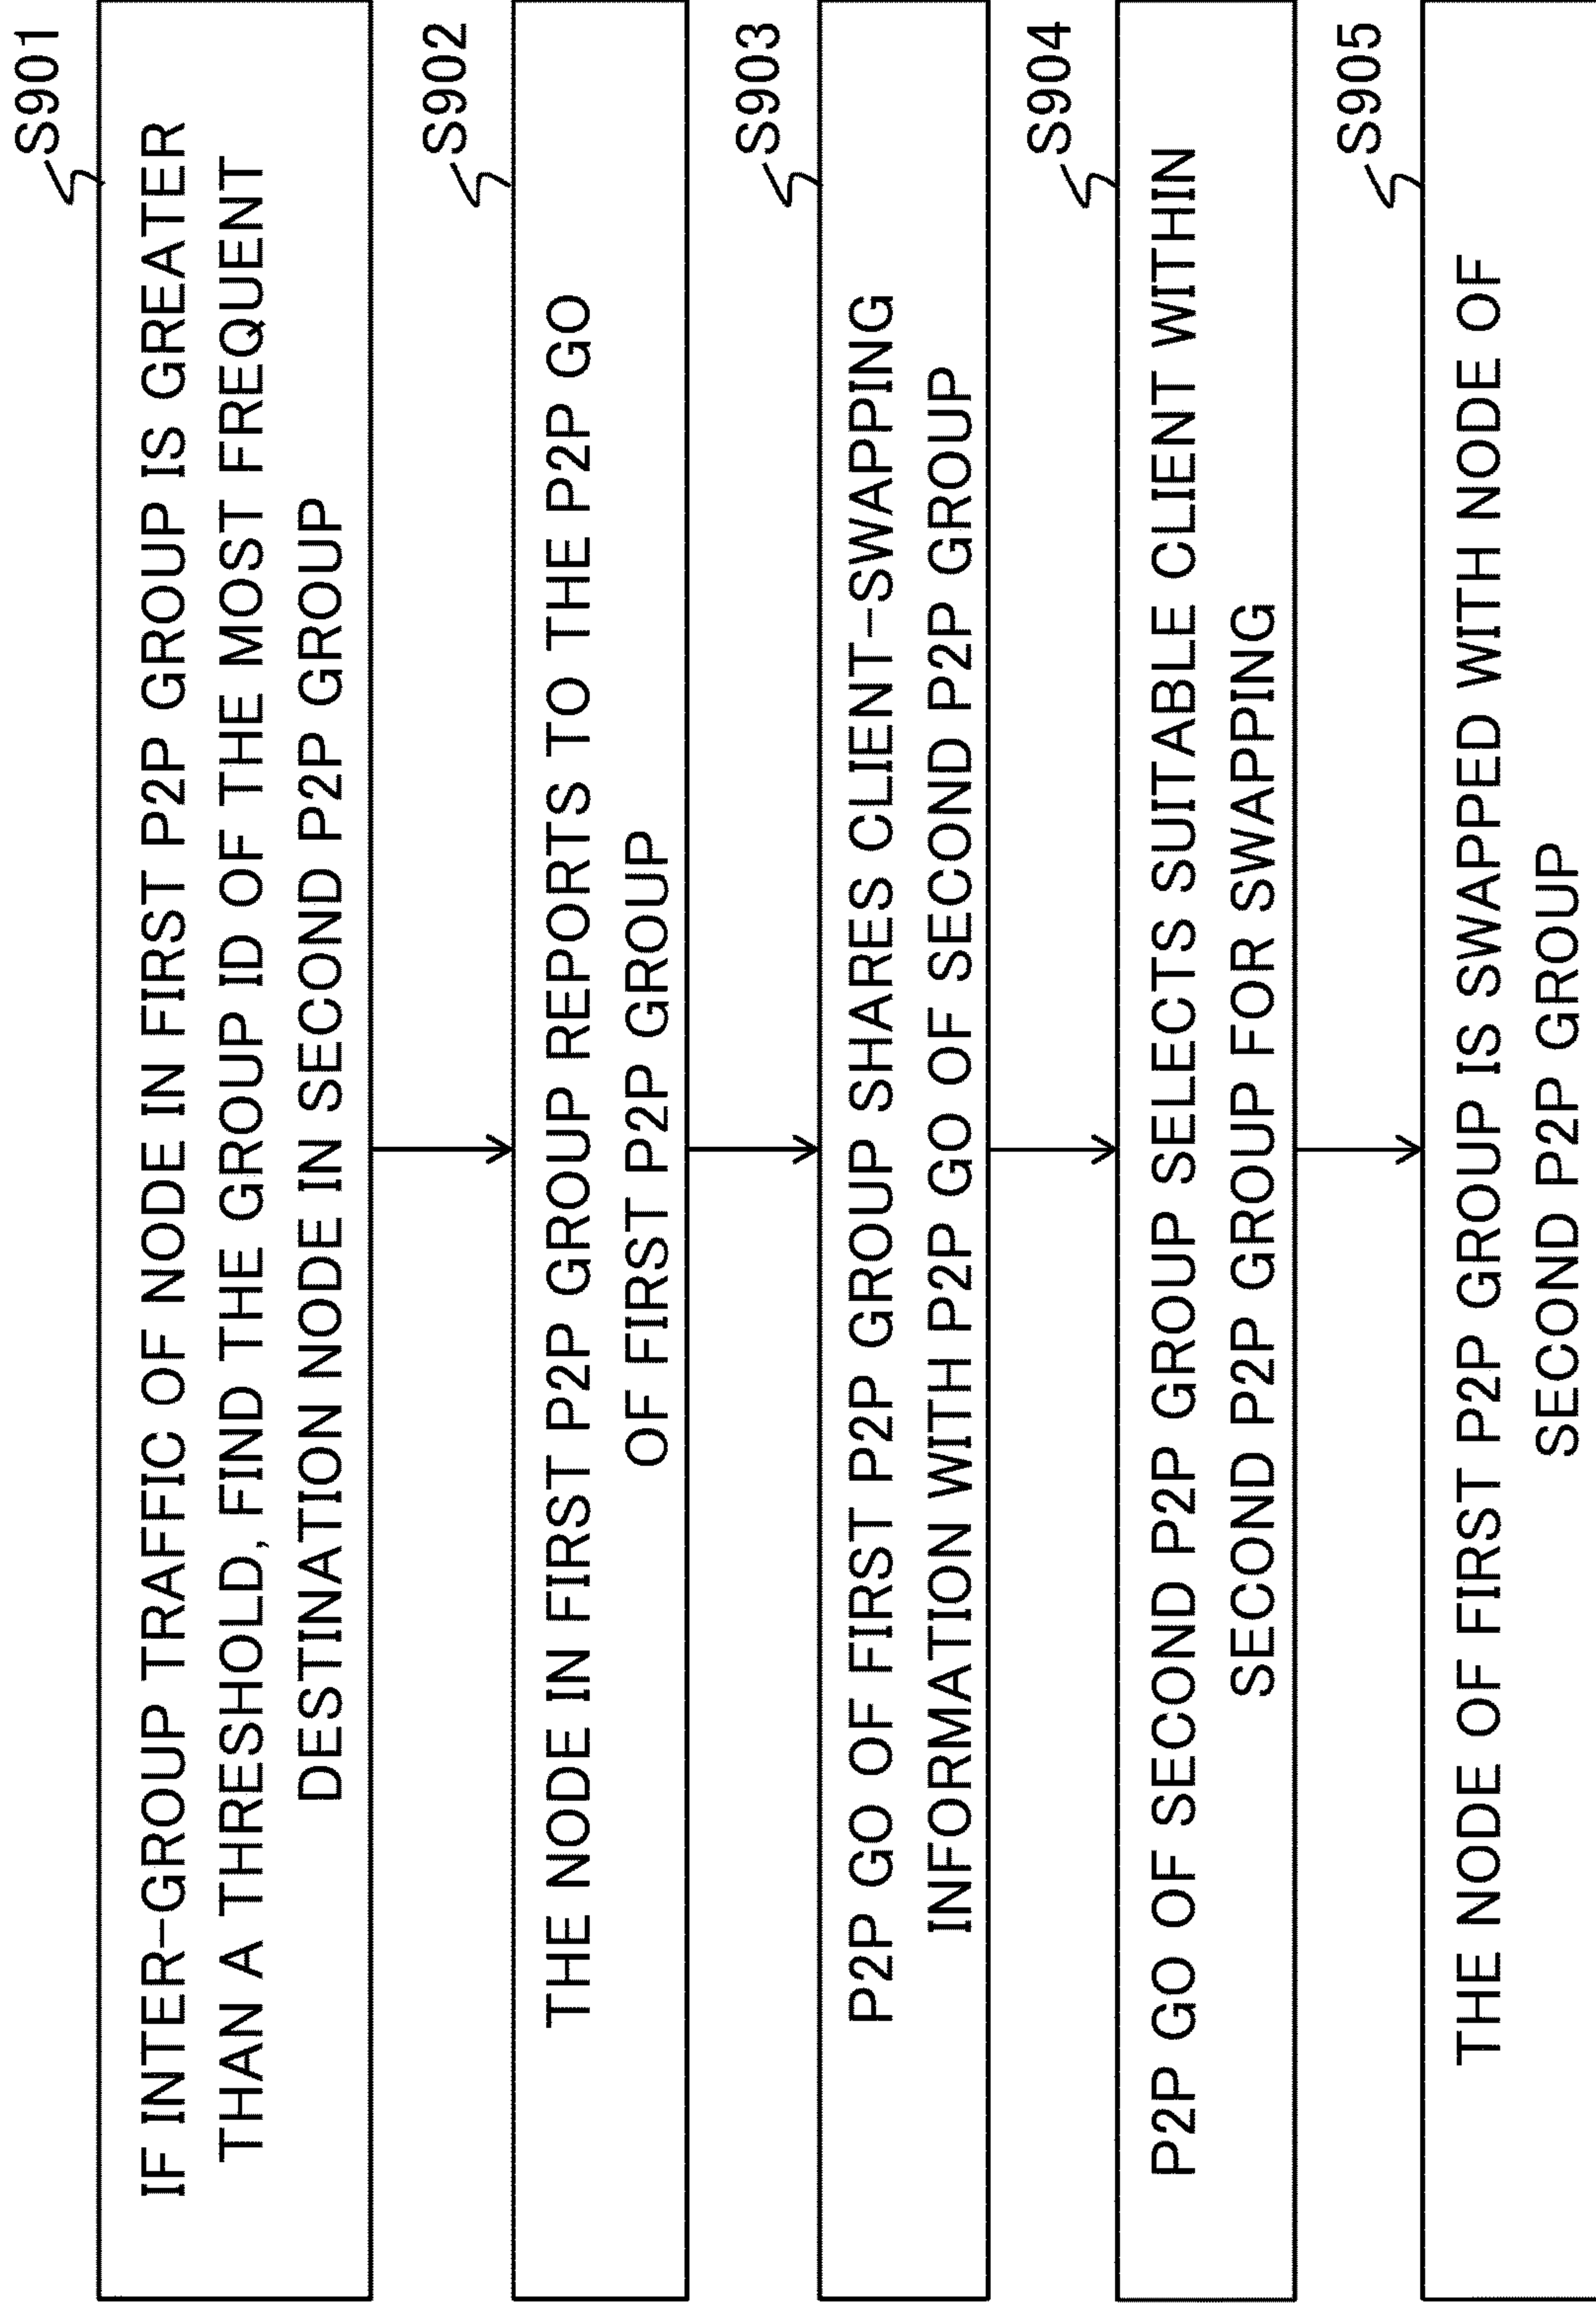 S901
IF INTER-GROUP TRAFFIC OF NODE IN FIRST P2P GROUP IS GREATER
THAN A THRESHOLD, FIND THE GROUP ID OF THE MOST FREQUENT
DESTINATION NODE IN SECOND P2P GROUP
S902
THE NODE IN FIRST P2P GROUP REPORTS TO THE P2P GO
OF FIRST P2P GROUP
S903
P2P GO OF FIRST P2P GROUP SHARES CLIENT-SWAPPING
INFORMATION WITH P2P GO OF SECOND P2P GROUP
S904
P2P GO OF SECOND P2P GROUP SELECTS SUITABLE CLIENT WITHIN
SECOND P2P GROUP FOR SWAPPING
S905
THE NODE OF FIRST P2P GROUP IS SWAPPED WITH NODE OF
SECOND P2P GROUP